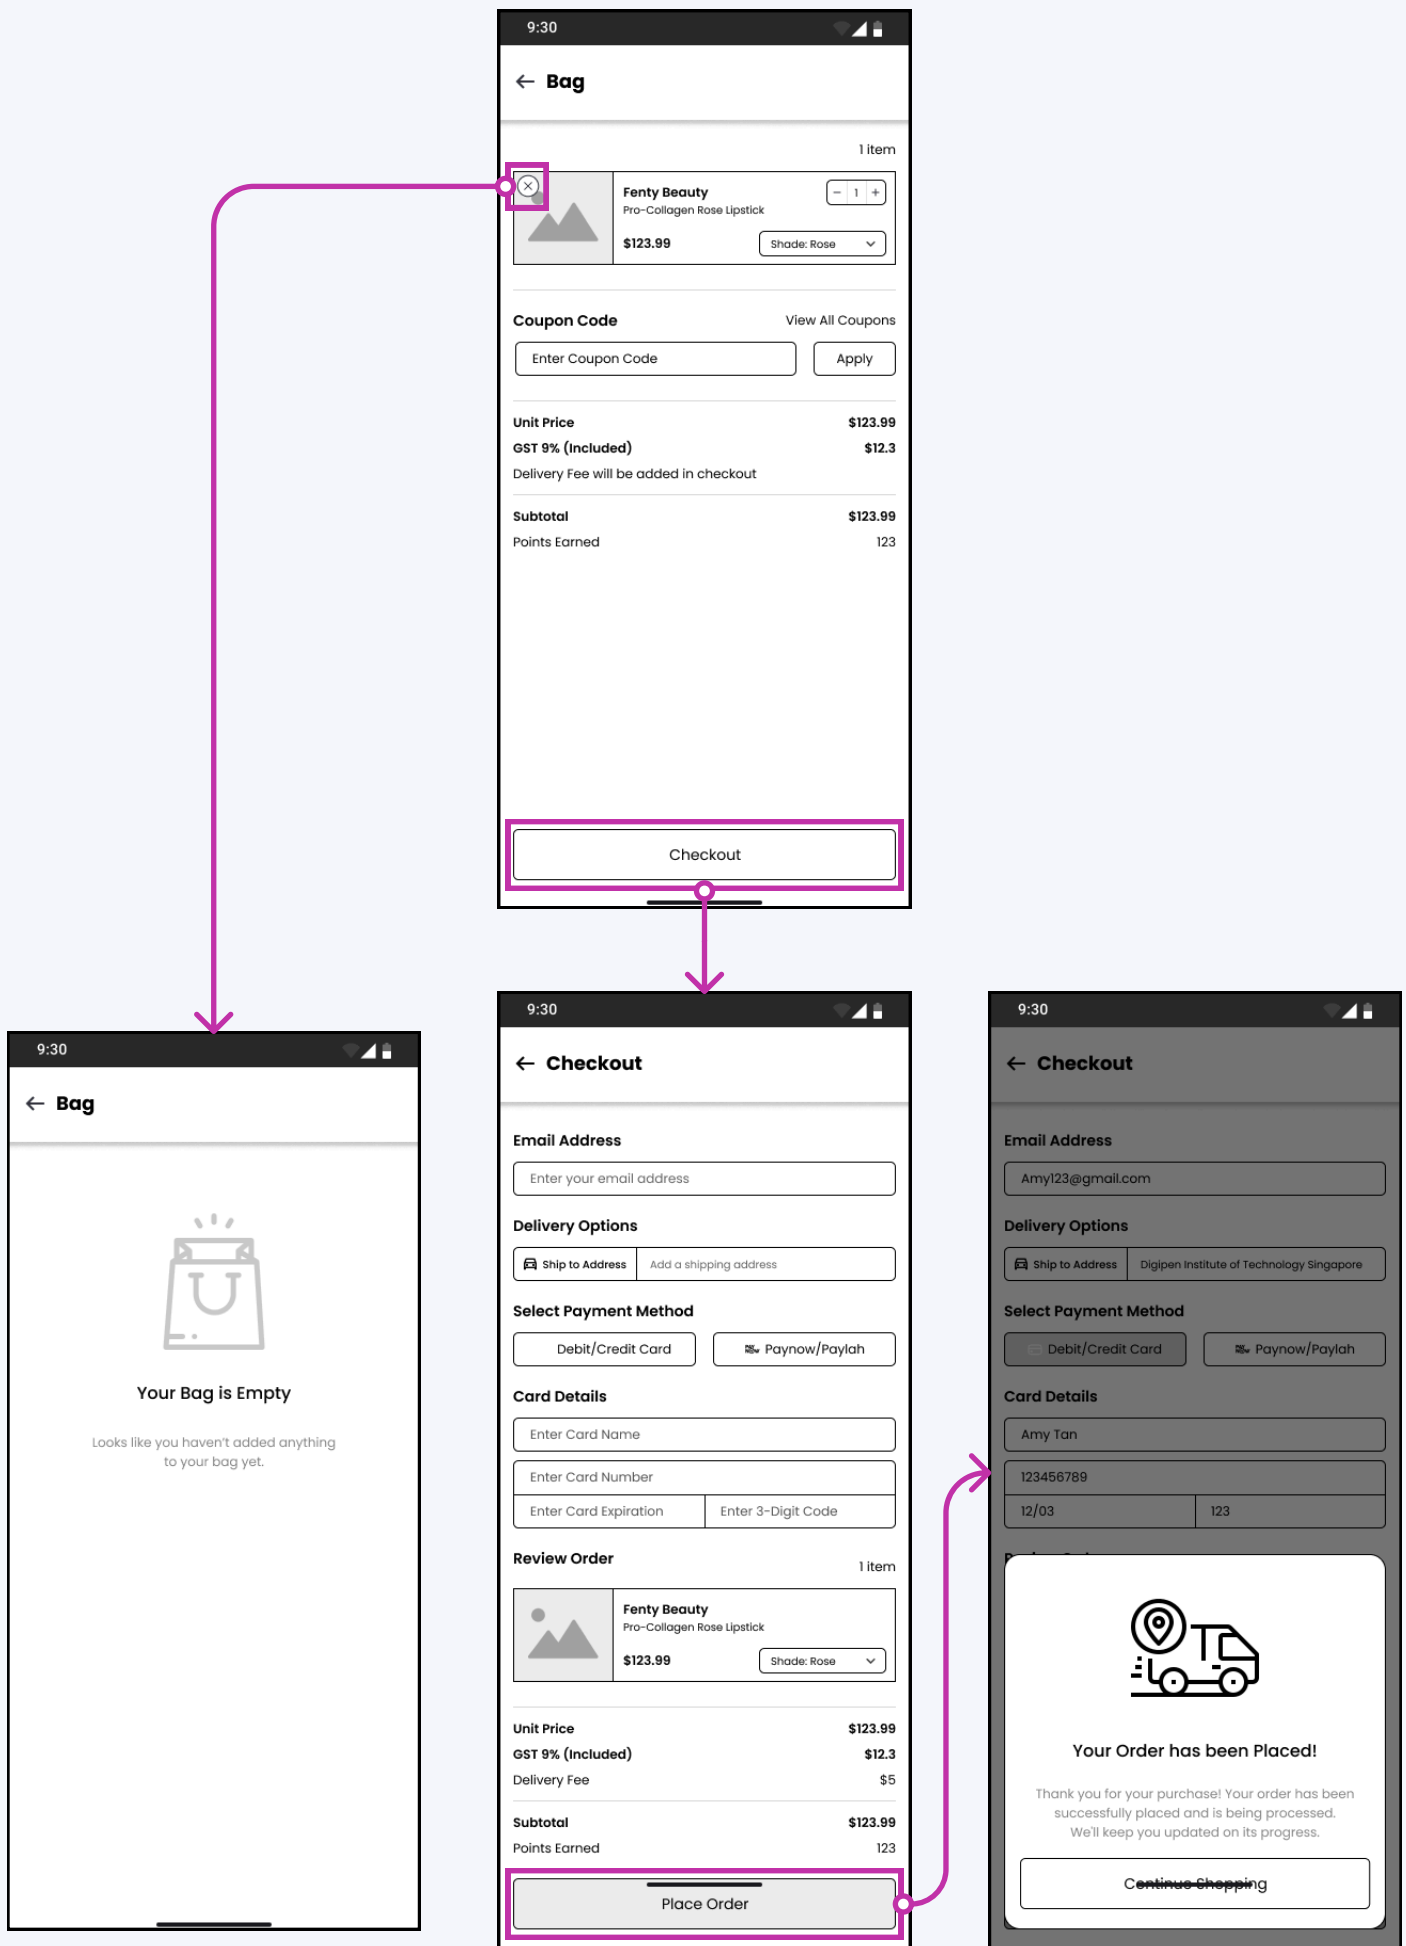 9:30
Bag
1 item
Fenty Beauty
Pro-Collagen Rose Lipstick
− 1 +
$123.99
Shade: Rose
Coupon Code
View All Coupons
Enter Coupon Code
Apply
Unit Price $123.99
GST 9% (Included) $12.3
Delivery Fee will be added in checkout
Subtotal $123.99
Points Earned 123
Checkout
9:30
Bag
Your Bag is Empty
Looks like you haven't added anything
to your bag yet.
9:30
Checkout
Email Address
Enter your email address
Delivery Options
Ship to Address
Add a shipping address
Select Payment Method
Debit/Credit Card
Paynow/Paylah
Card Details
Enter Card Name
Enter Card Number
Enter Card Expiration
Enter 3-Digit Code
Review Order
1 item
Fenty Beauty
Pro-Collagen Rose Lipstick
$123.99
Shade: Rose
Unit Price $123.99
GST 9% (Included) $12.3
Delivery Fee $5
Subtotal $123.99
Points Earned 123
Place Order
9:30
Checkout
Email Address
Amy123@gmail.com
Delivery Options
Ship to Address
Digipen Institute of Technology Singapore
Select Payment Method
Debit/Credit Card
Paynow/Paylah
Card Details
Amy Tan
123456789
12/03
123
Your Order has been Placed!
Thank you for your purchase! Your order has been
successfully placed and is being processed.
We'll keep you updated on its progress.
Continue Shopping